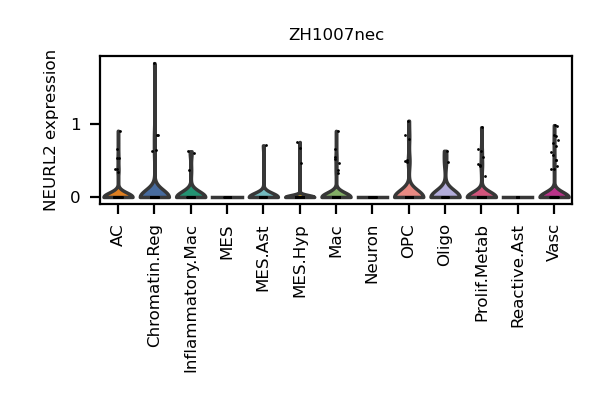 ZH1007nec
NEURL2 expression
1
0
AC
Chromatin.Reg
Inflammatory.Mac
MES
MES.Ast
MES.Hyp
Mac
Neuron
OPC
Oligo
Prolif.Metab
Reactive.Ast
Vasc